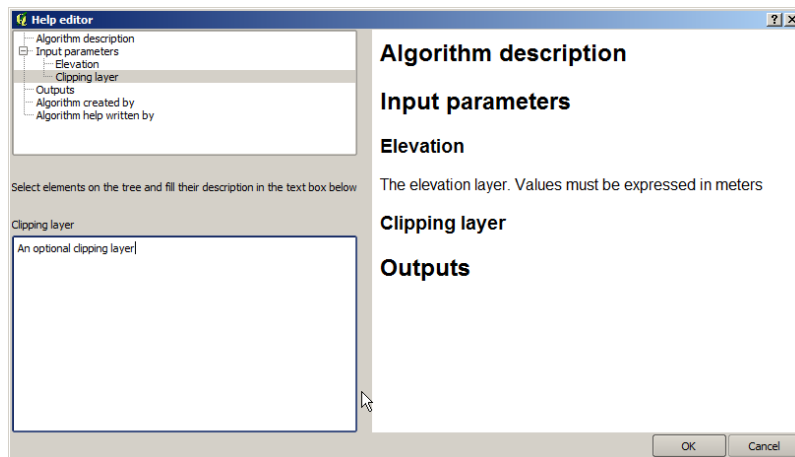 Help editor
Algorithm description
Input parameters
Elevation
Clipping layer
Outputs
Algorithm created by
Algorithm help written by
Select elements on the tree and fill their description in the text box below
Clipping layer
An optional clipping layer
Algorithm description
Input parameters
Elevation
The elevation layer. Values must be expressed in meters
Clipping layer
Outputs
OK
Cancel